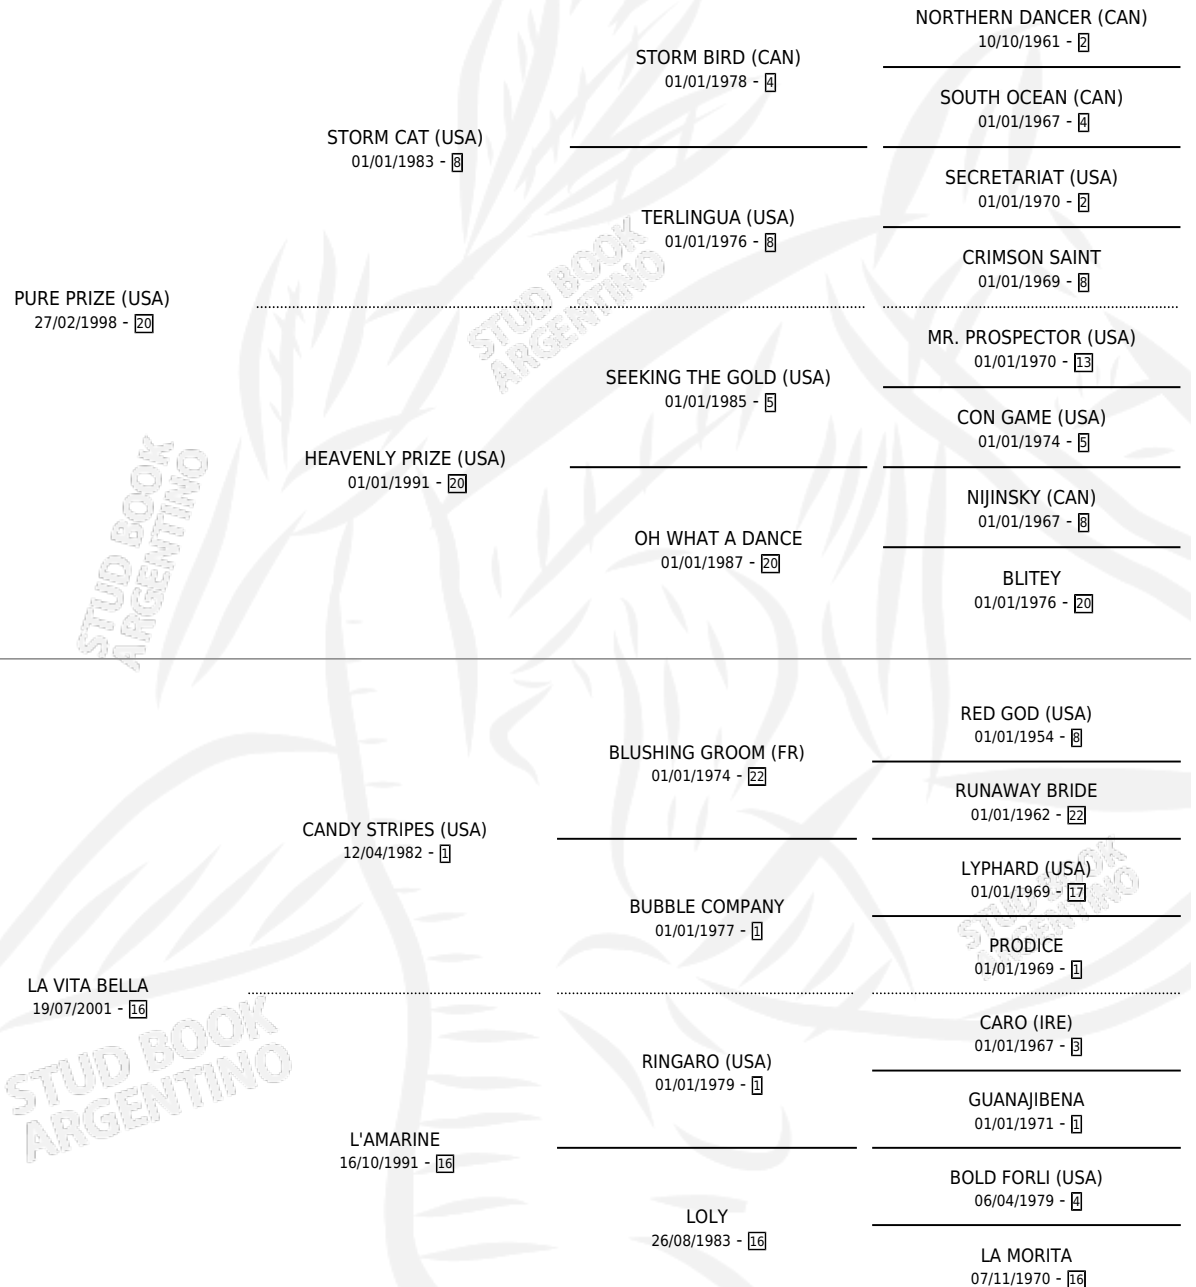 NORTHERN DANCER (CAN)
10/10/1961 - 2
STORM BIRD (CAN)
01/01/1978 - 4
SOUTH OCEAN (CAN)
01/01/1967 - 4
STORM CAT (USA)
01/01/1983 - 8
SECRETARIAT (USA)
01/01/1970 - 2
TERLINGUA (USA)
01/01/1976 - 8
CRIMSON SAINT
01/01/1969 - 8
PURE PRIZE (USA)
27/02/1998 - 20
STUD BOOK
ARGENTINO
MR. PROSPECTOR (USA)
01/01/1970 - 13
SEEKING THE GOLD (USA)
01/01/1985 - 5
CON GAME (USA)
01/01/1974 - 5
HEAVENLY PRIZE (USA)
01/01/1991 - 20
NIJINSKY (CAN)
01/01/1967 - 8
OH WHAT A DANCE
01/01/1987 - 20
BLITEY
01/01/1976 - 20
STUD BOOK
ARGENTINO
RED GOD (USA)
01/01/1954 - 8
BLUSHING GROOM (FR)
01/01/1974 - 22
RUNAWAY BRIDE
01/01/1962 - 22
CANDY STRIPES (USA)
12/04/1982 - 1
LYPHARD (USA)
01/01/1969 - 17
BUBBLE COMPANY
01/01/1977 - 1
PRODICE
01/01/1969 - 1
STUD BOOK
ARGENTINO
LA VITA BELLA
19/07/2001 - 16
CARO (IRE)
01/01/1967 - 3
RINGARO (USA)
01/01/1979 - 1
GUANAJIBENA
01/01/1971 - 1
STUD BOOK
ARGENTINO
L'AMARINE
16/10/1991 - 16
BOLD FORLI (USA)
06/04/1979 - 4
LOLY
26/08/1983 - 16
LA MORITA
07/11/1970 - 16